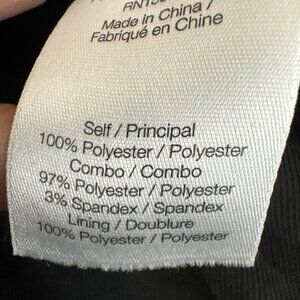 Made in China /
Fabriqué en Chine
Self / Principal
100% Polyester / Polyester
Combo / Combo
97% Polyester / Polyester
3% Spandex / Spandex
Lining / Doublure
100% Polyester / Polyester